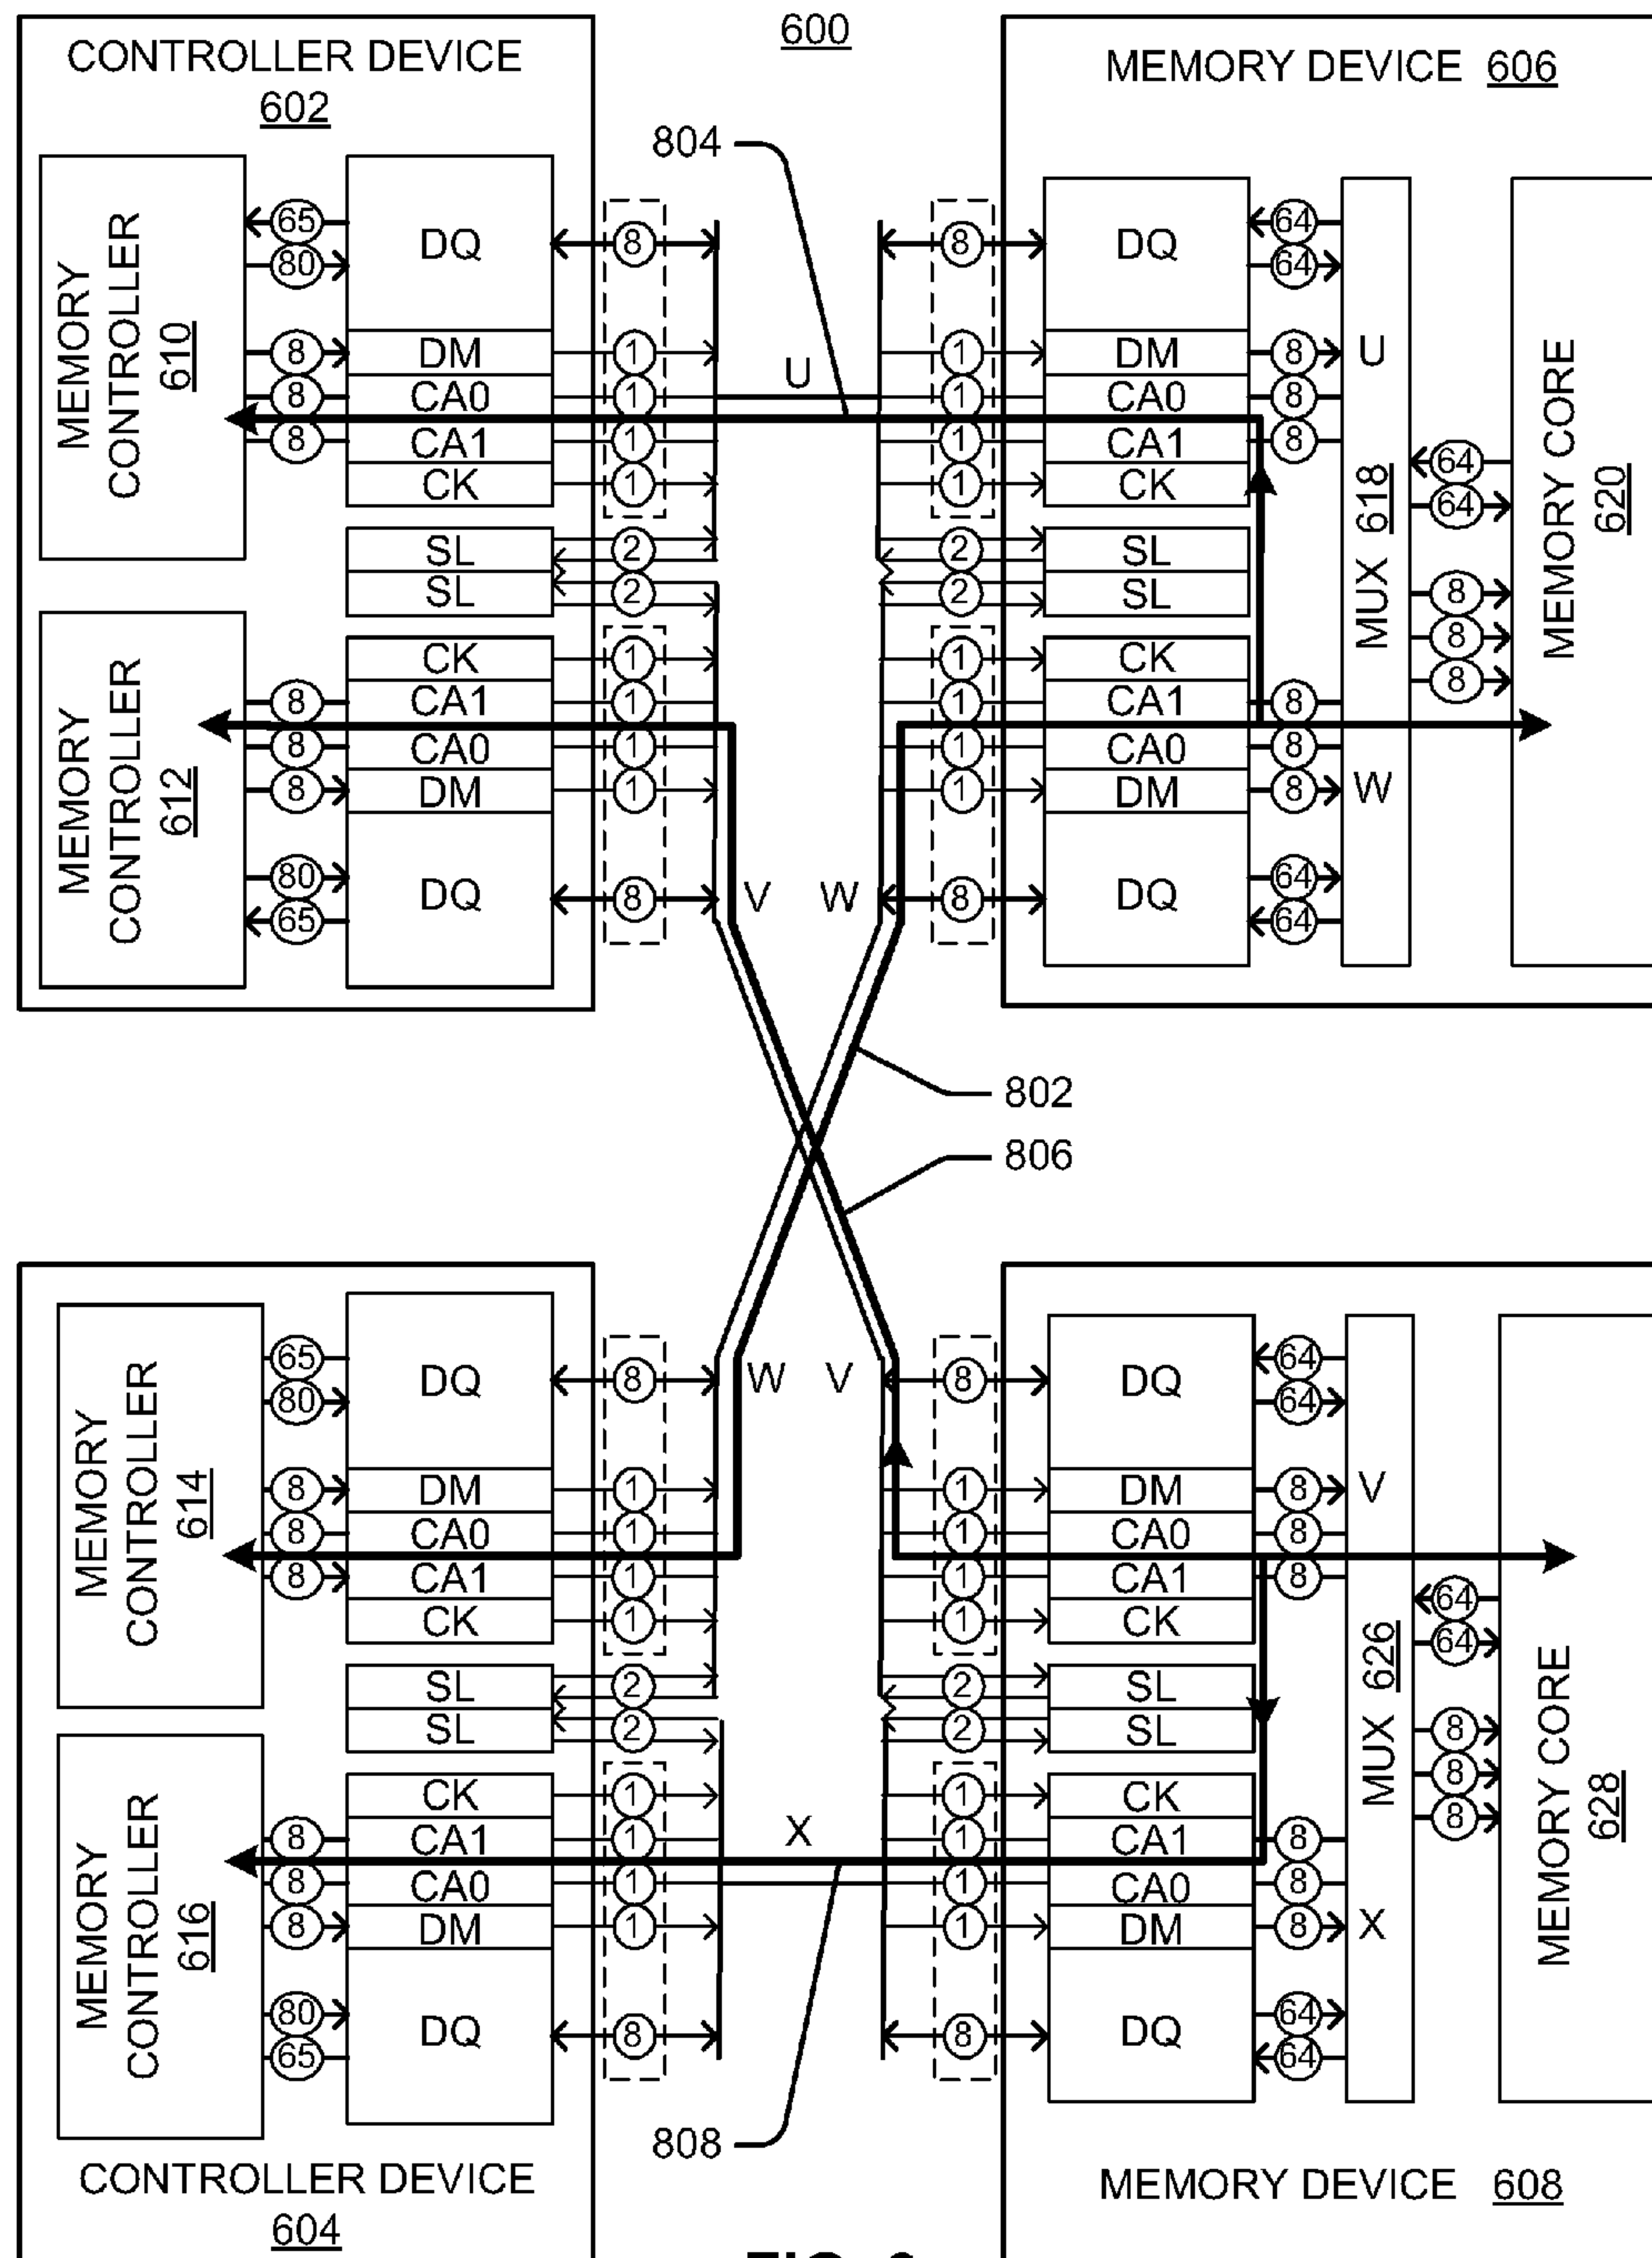 600
CONTROLLER DEVICE
602
MEMORY CONTROLLER 610
65
80
8
8
8
DQ
DM
CA0
CA1
CK
SL
SL
CK
CA1
CA0
DM
DQ
MEMORY CONTROLLER 612
8
8
8
80
65
8
1
1
1
1
2
2
1
1
1
1
8
804
U
V
W
802
806
W
V
X
808
MEMORY DEVICE 606
8
1
1
1
1
2
2
1
1
1
1
8
DQ
DM
CA0
CA1
CK
SL
SL
CK
CA1
CA0
DM
DQ
64
64
8
8
8
8
8
8
64
64
U
MUX 618
W
64
64
8
8
8
MEMORY CORE 620
MEMORY CONTROLLER 614
65
80
8
8
8
DQ
DM
CA0
CA1
CK
SL
SL
CK
CA1
CA0
DM
DQ
MEMORY CONTROLLER 616
8
8
8
80
65
8
1
1
1
1
2
2
1
1
1
1
8
CONTROLLER DEVICE
604
8
1
1
1
1
2
2
1
1
1
1
8
DQ
DM
CA0
CA1
CK
SL
SL
CK
CA1
CA0
DM
DQ
64
64
8
8
8
8
8
8
64
64
V
MUX 626
X
64
64
8
8
8
MEMORY CORE 628
MEMORY DEVICE 608